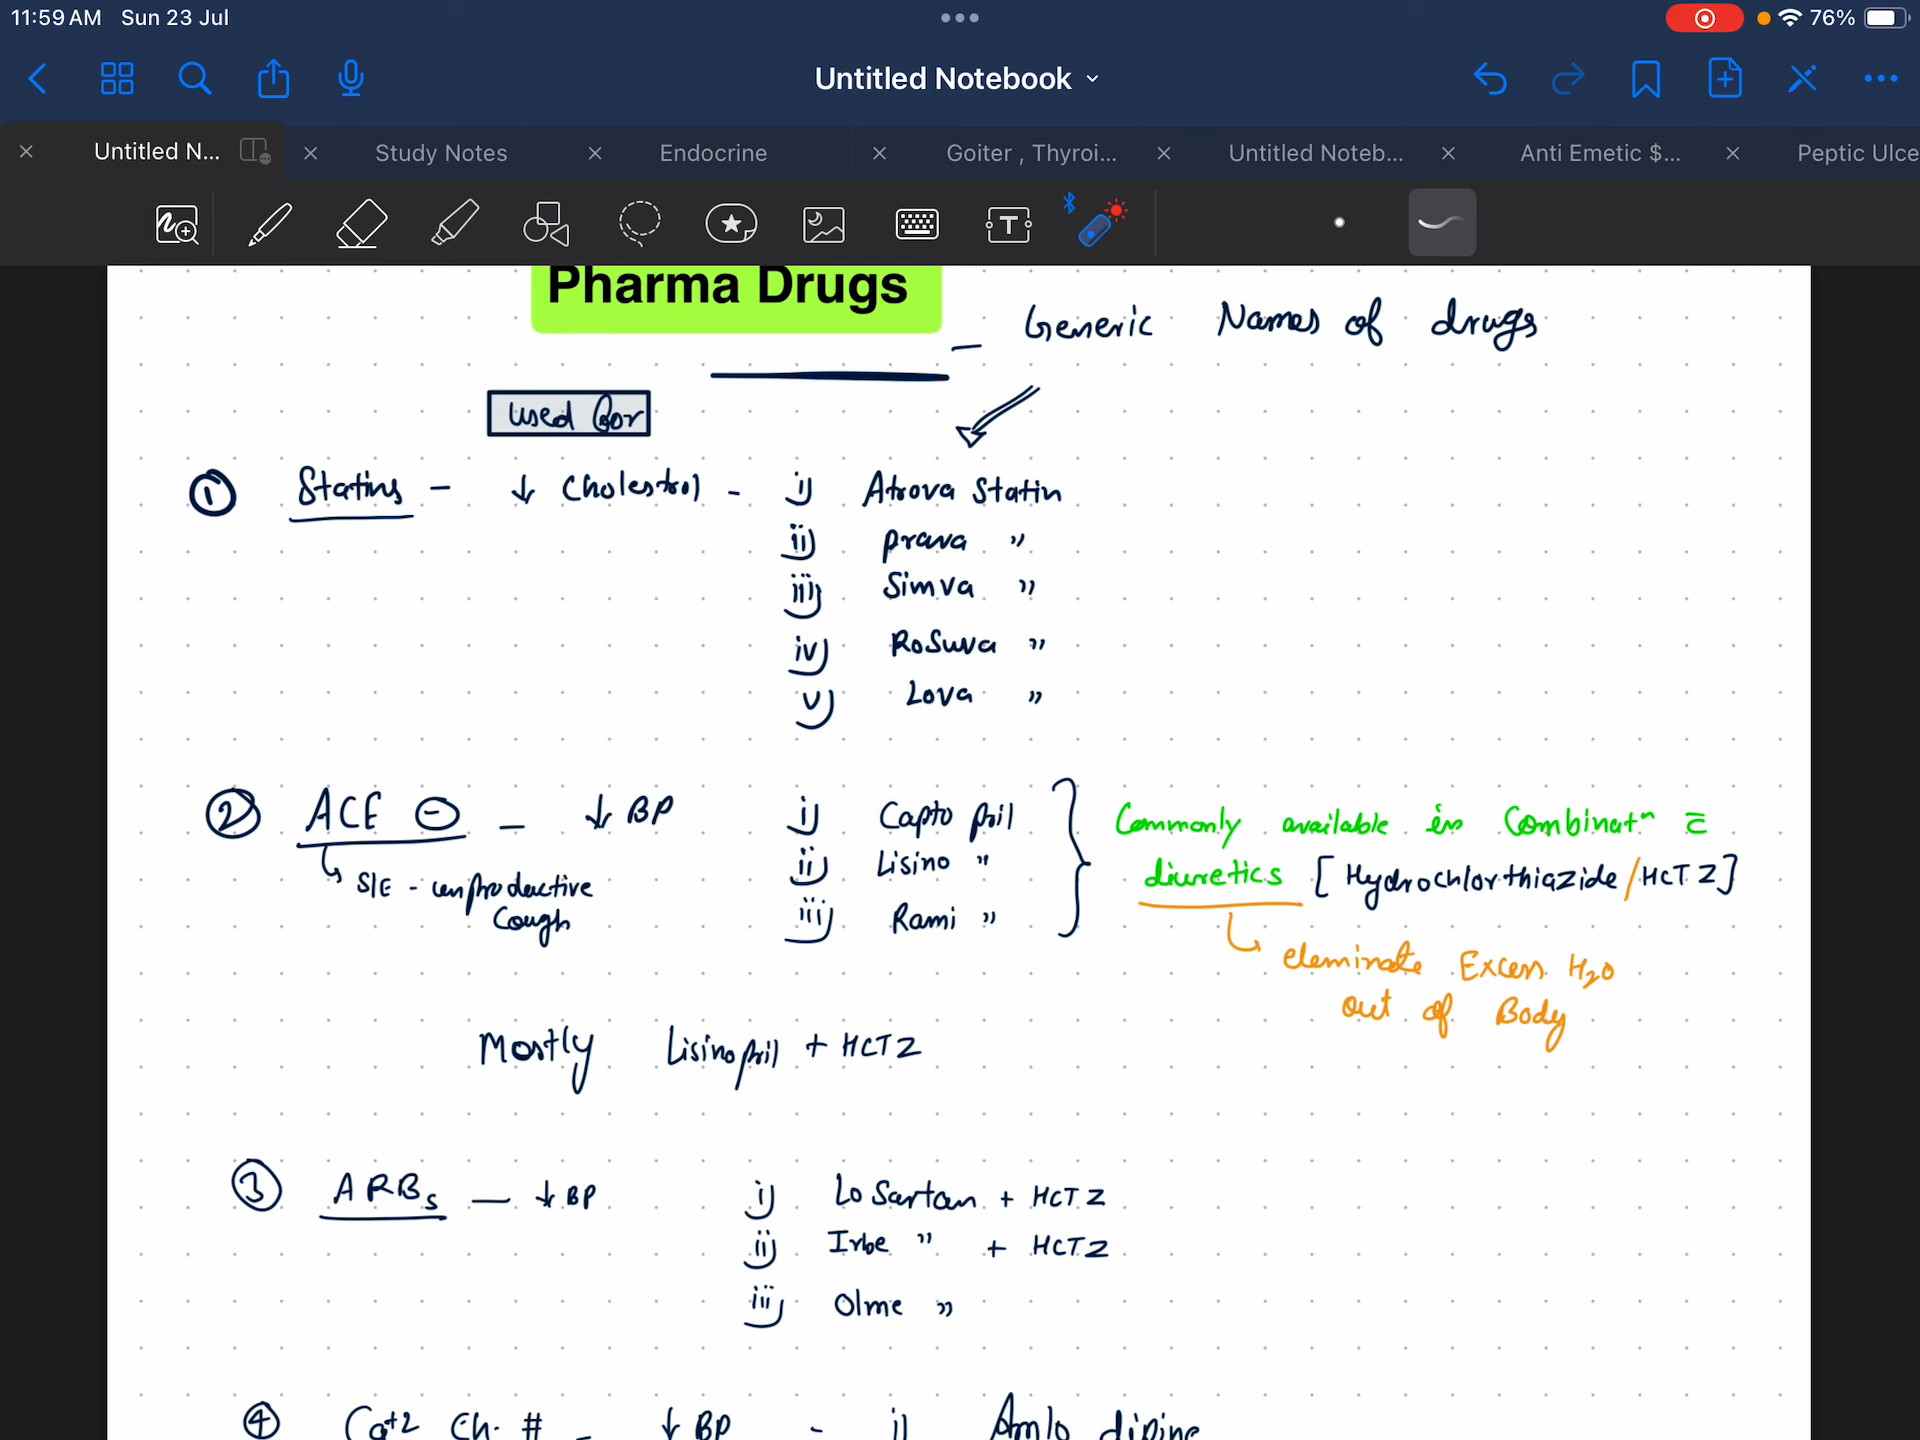 11:59 AM Sun 23 Jul
76%
Untitled Notebook
Untitled N...
Study Notes
Endocrine
Goiter , Thyroi...
Untitled Noteb...
Anti Emetic $...
Peptic Ulce
T
Pharma Drugs
– Generic Names of drugs
used for
① Statins – ↓ Cholestrol - i) Atrova Statin
ii) prava "
iii) Simva "
iv) RoSuva "
v) Lova "
② ACE ⊖ – ↓ BP i) Capto pril
ii) Lisino "
iii) Rami "
↳ S/E - unproductive
Cough
Commonly available in Combinatⁿ c̄
diuretics [Hydrochlorthiazide/HCTZ]
↳ eleminate Excess H₂O
out of Body
Mostly Lisinopril + HCTZ
③ ARBs — ↓ BP i) Lo Sartan + HCTZ
ii) Irbe " + HCTZ
iii) Olme "
④ Ca+2 Ch. # - ↓ BP - i) Amlo dipine